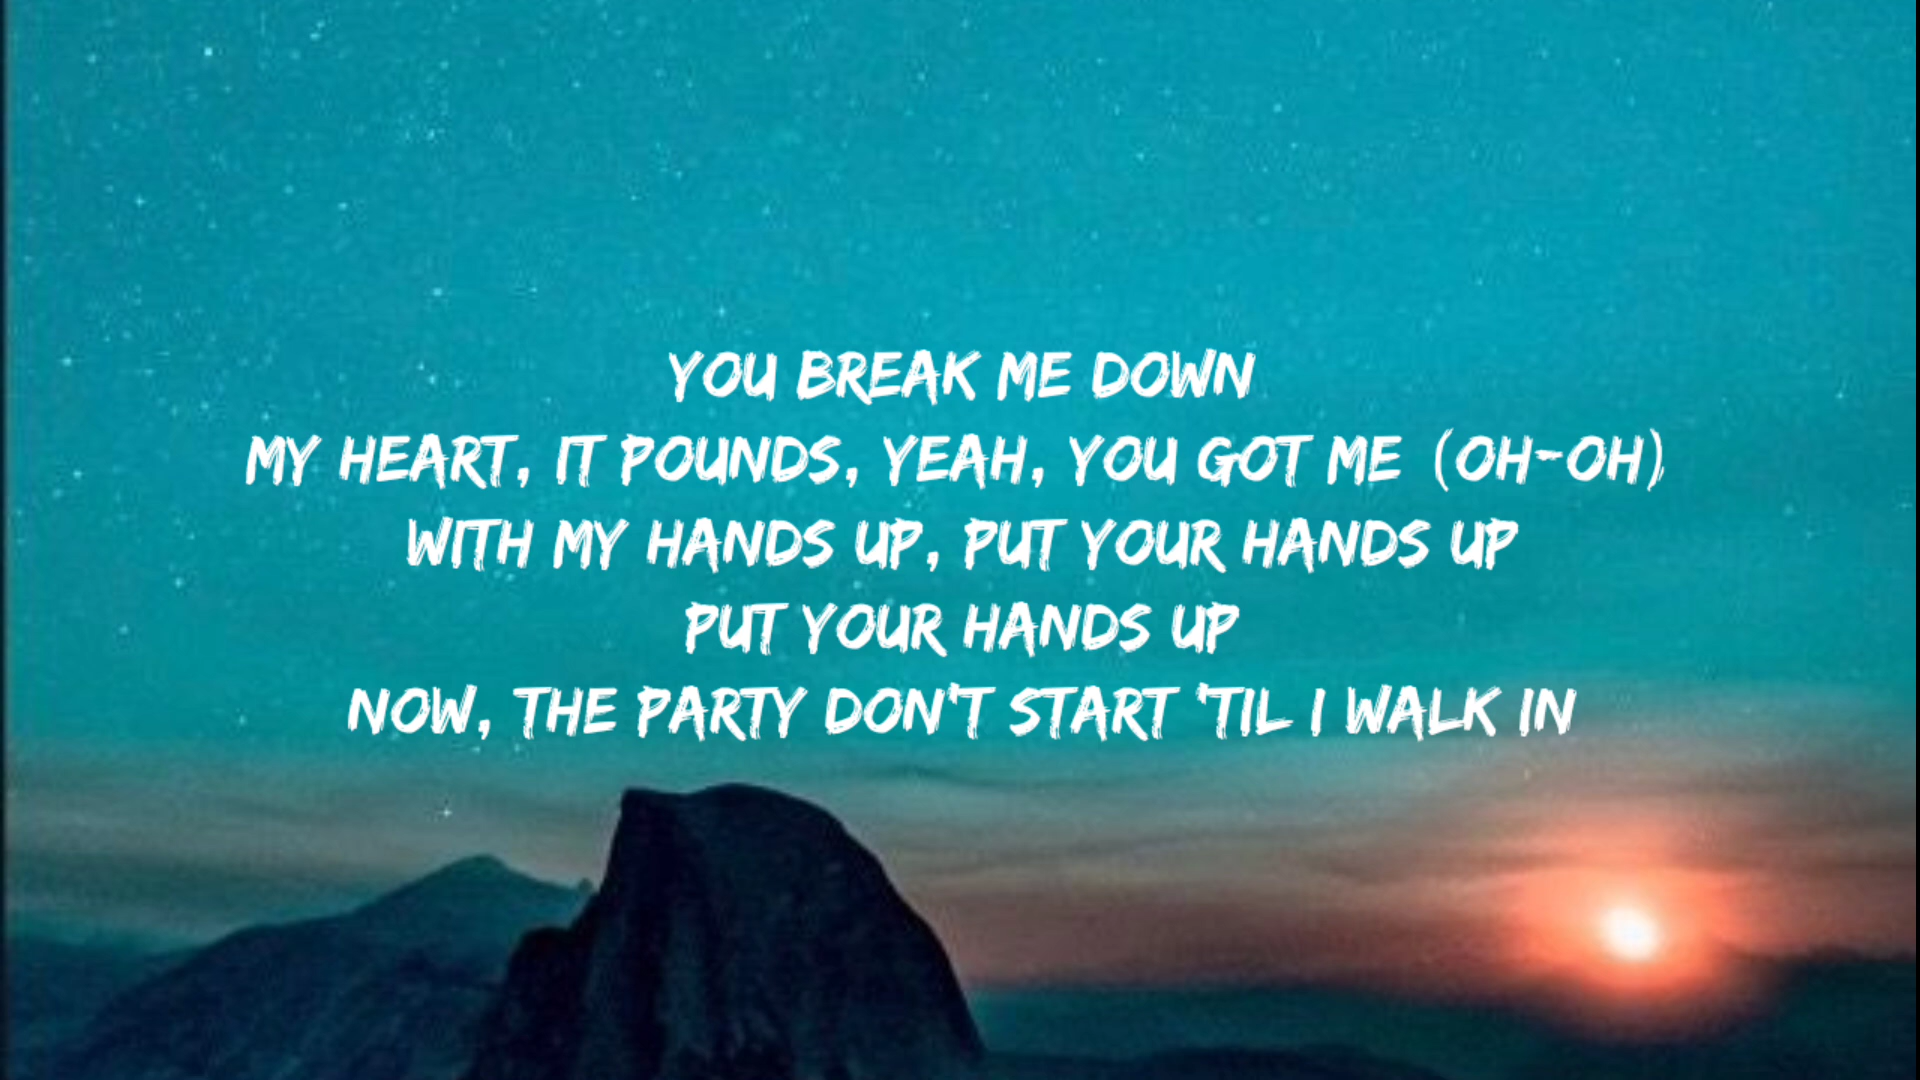 YOU BREAK ME DOWN
MY HEART, IT POUNDS, YEAH, YOU GOT ME (OH-OH)
WITH MY HANDS UP, PUT YOUR HANDS UP
PUT YOUR HANDS UP
NOW, THE PARTY DON'T START 'TIL I WALK IN